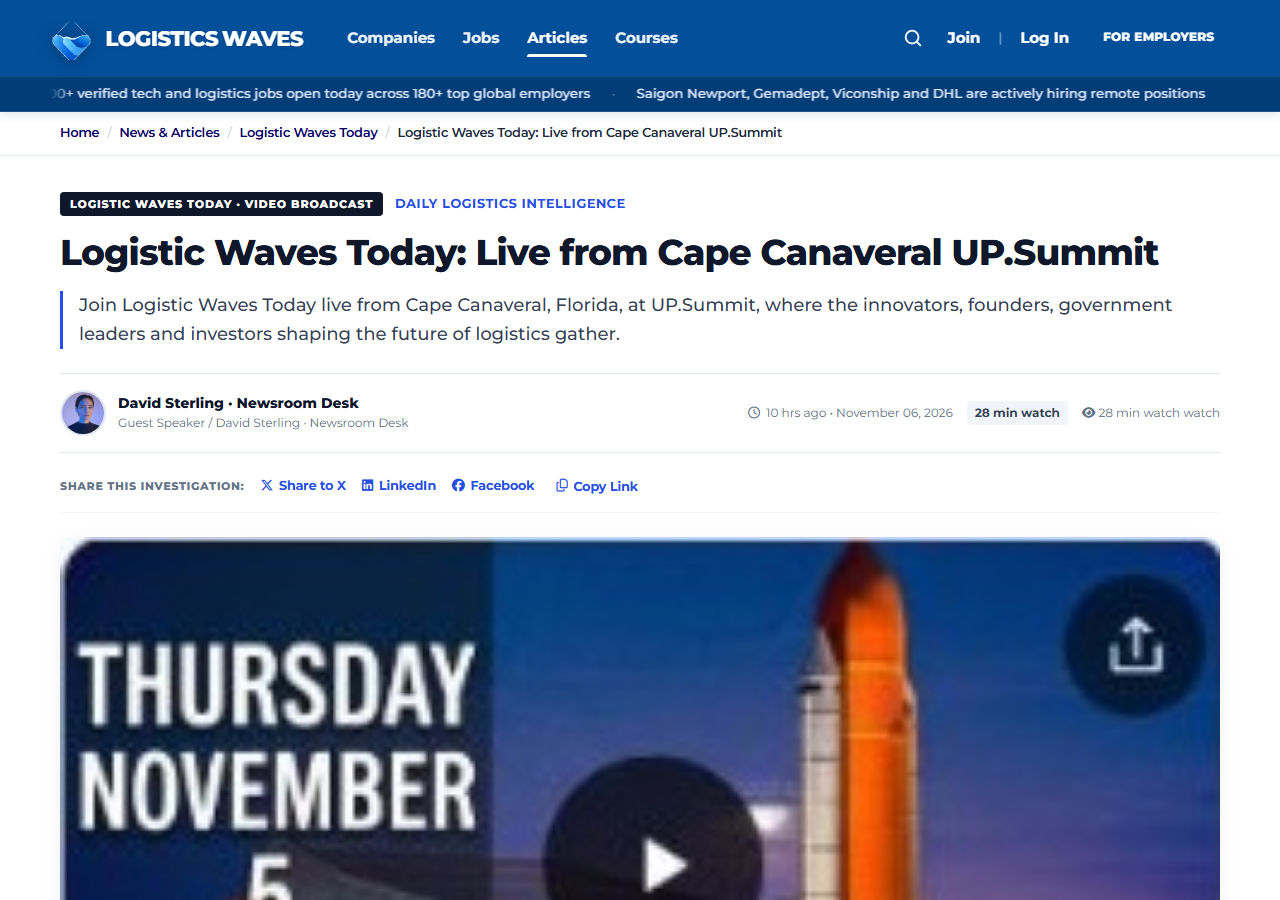 LOGISTICS WAVES
Companies
Jobs
Articles
Courses
Join
|
Log In
FOR EMPLOYERS
0+ verified tech and logistics jobs open today across 180+ top global employers · Saigon Newport, Gemadept, Viconship and DHL are actively hiring remote positions
Home / News & Articles / Logistic Waves Today / Logistic Waves Today: Live from Cape Canaveral UP.Summit
LOGISTIC WAVES TODAY • VIDEO BROADCAST
DAILY LOGISTICS INTELLIGENCE
Logistic Waves Today: Live from Cape Canaveral UP.Summit
Join Logistic Waves Today live from Cape Canaveral, Florida, at UP.Summit, where the innovators, founders, government
leaders and investors shaping the future of logistics gather.
David Sterling • Newsroom Desk
Guest Speaker / David Sterling • Newsroom Desk
10 hrs ago • November 06, 2026
28 min watch
28 min watch watch
SHARE THIS INVESTIGATION:
Share to X
LinkedIn
Facebook
Copy Link
THURSDAY
NOVEMBER
5